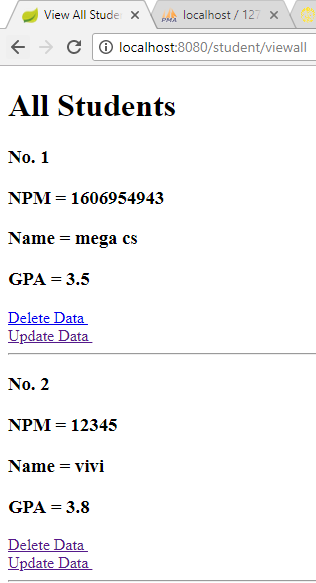 View All Stude
localhost / 127
localhost:8080/student/viewall
All Students
No. 1
NPM = 1606954943
Name = mega cs
GPA = 3.5
Delete Data
Update Data
No. 2
NPM = 12345
Name = vivi
GPA = 3.8
Delete Data
Update Data